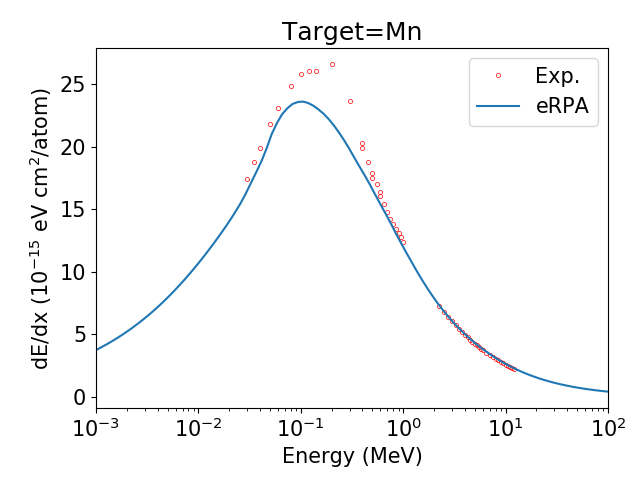 Target=Mn
Exp.
eRPA
dE/dx (10⁻¹⁵ eV cm²/atom)
25
20
15
10
5
0
10⁻³ 10⁻² 10⁻¹ 10⁰ 10¹ 10²
Energy (MeV)